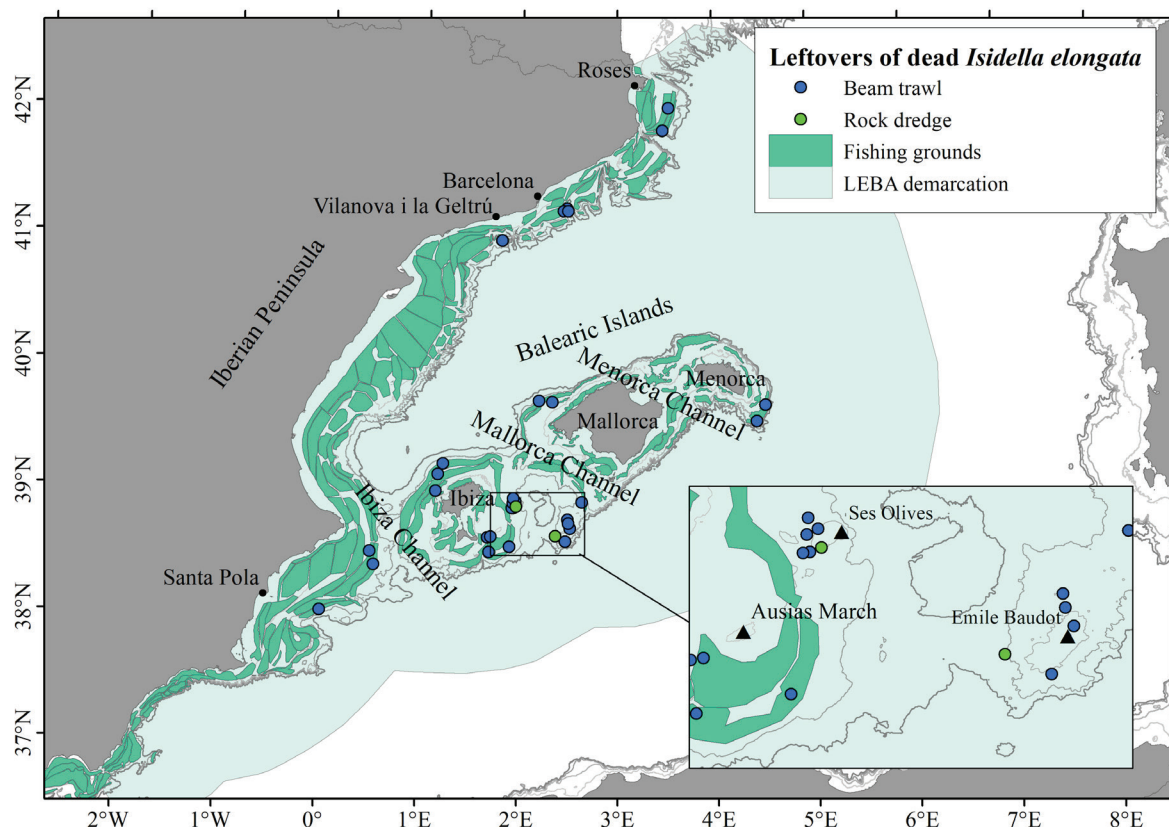 Leftovers of dead Isidella elongata
Beam trawl
Rock dredge
Fishing grounds
LEBA demarcation
Roses
Barcelona
Vilanova i la Geltrú
Iberian Peninsula
Balearic Islands
Menorca Channel
Menorca
Mallorca
Mallorca Channel
Ibiza
Ibiza Channel
Santa Pola
Ses Olives
Ausias March
Emile Baudot
42°N
41°N
40°N
39°N
38°N
37°N
2°W
1°W
0
1°E
2°E
3°E
4°E
5°E
6°E
7°E
8°E